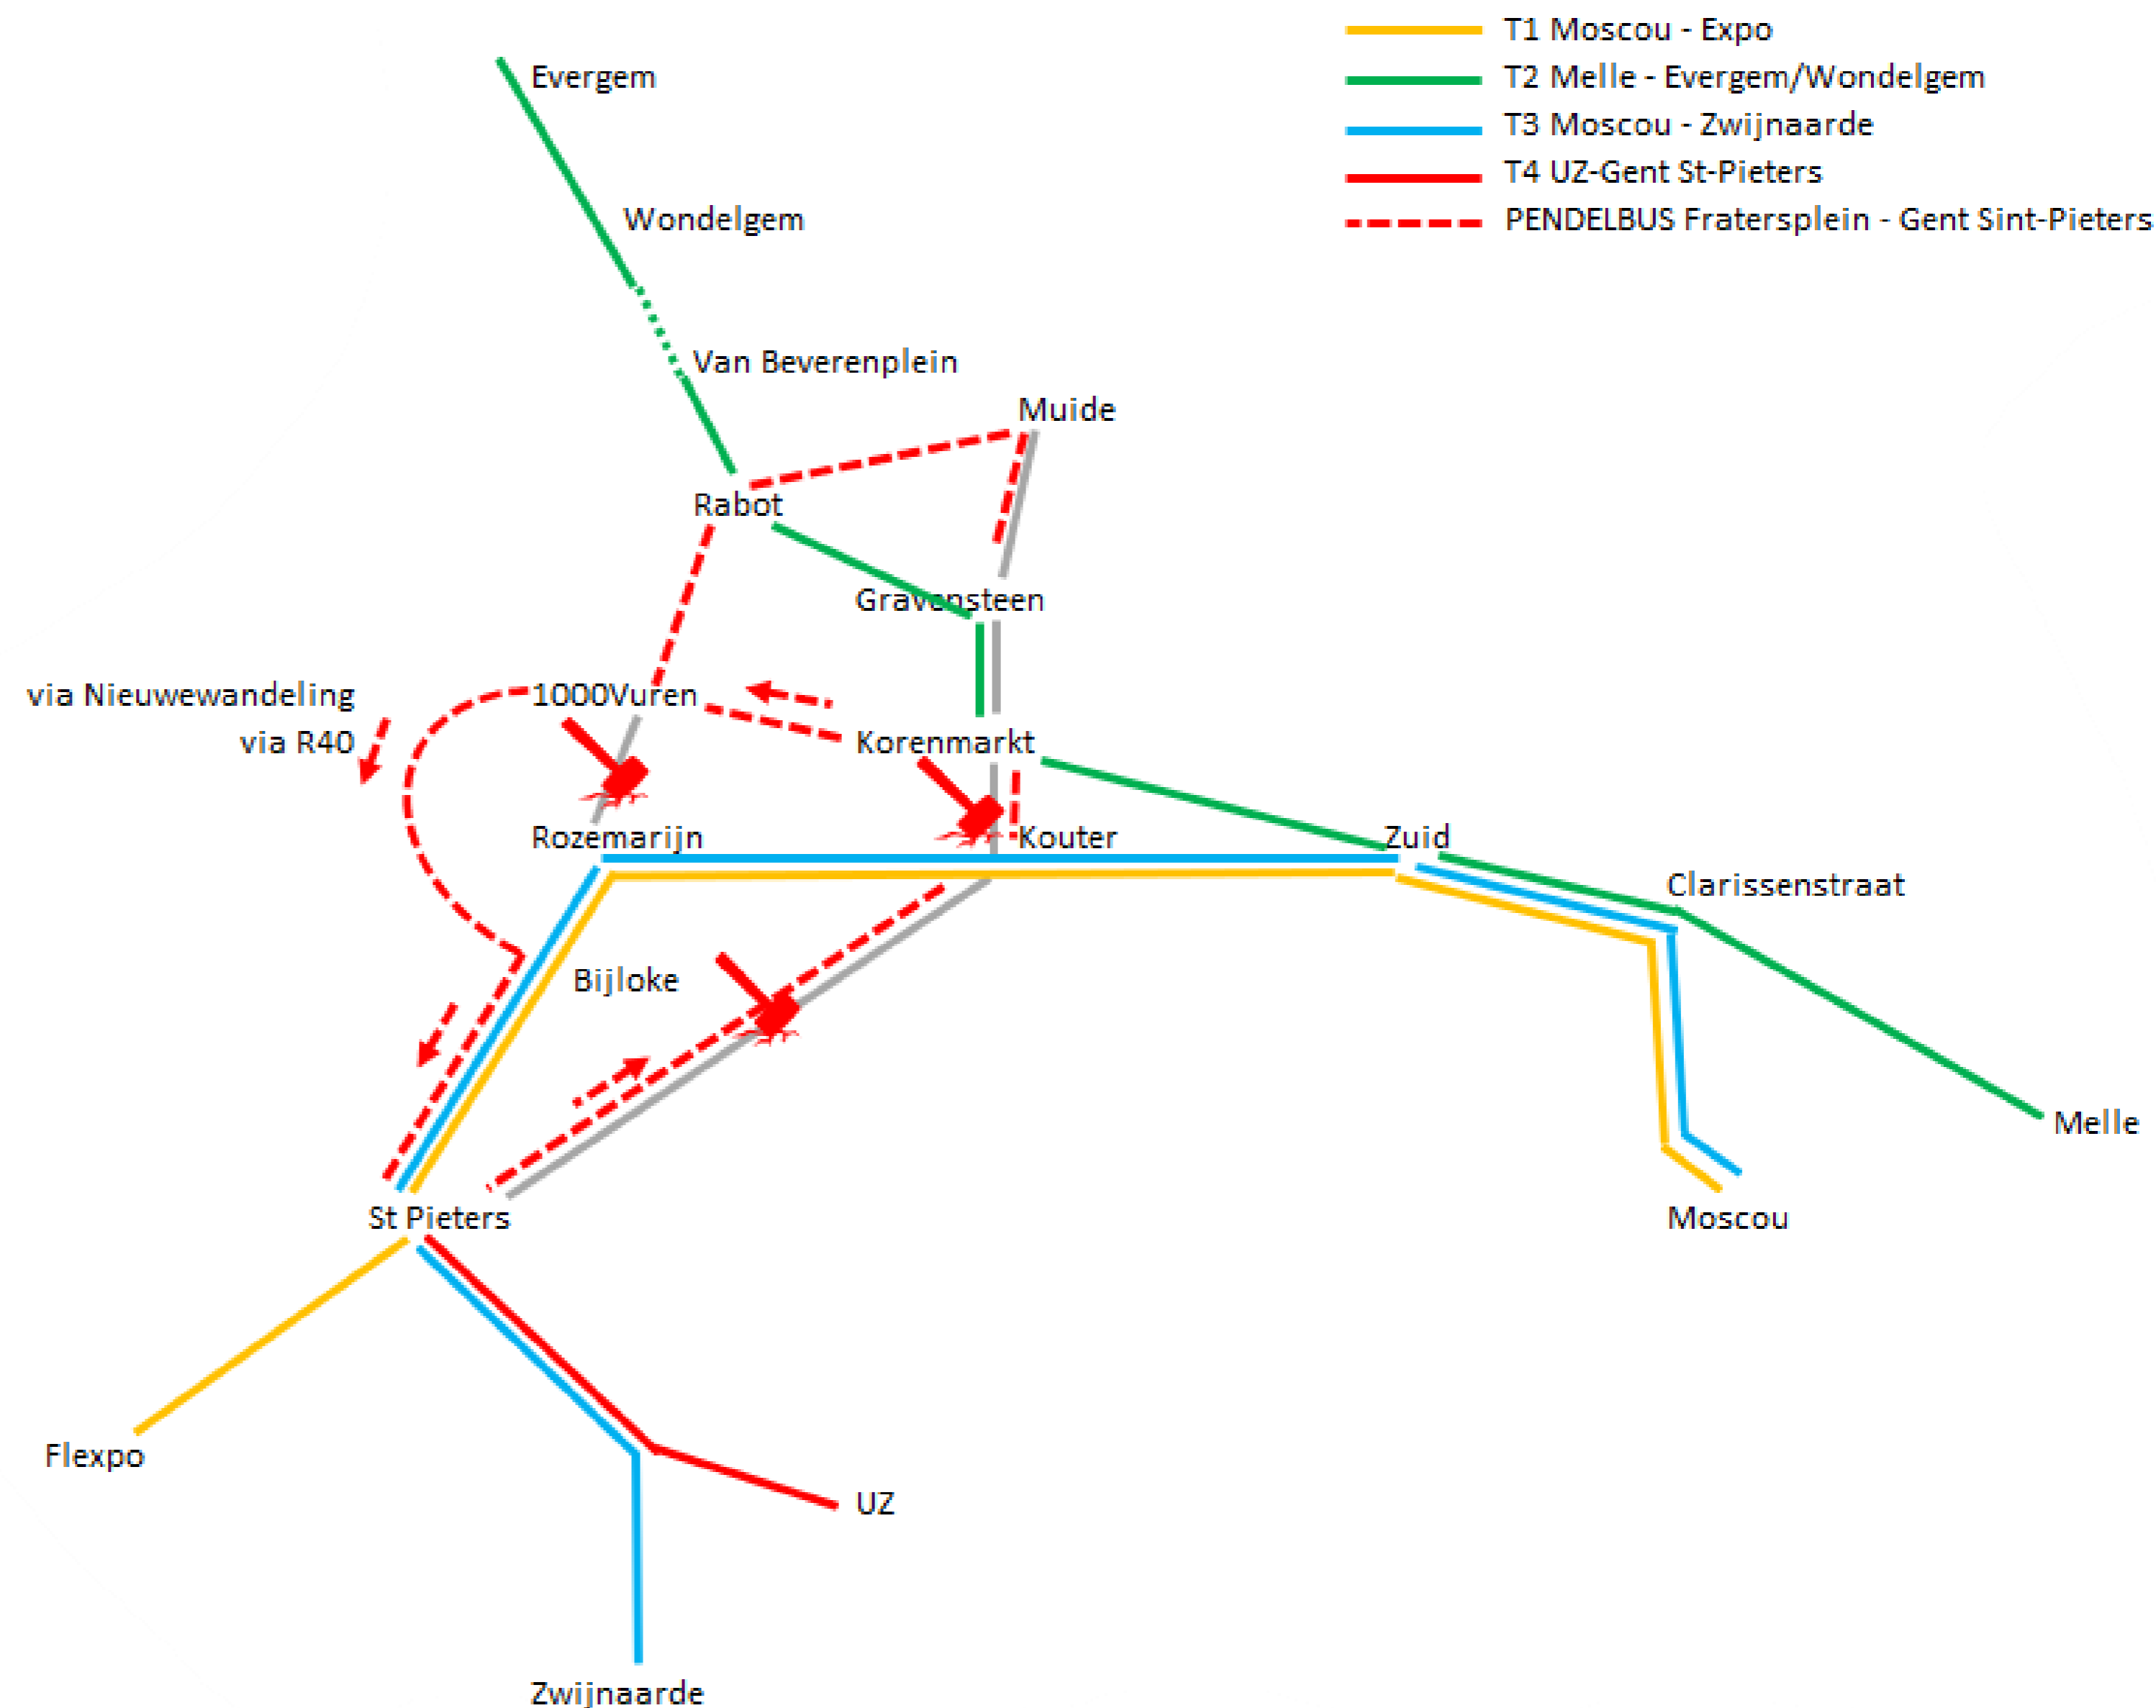 T1 Moscou - Expo
Evergem
T2 Melle - Evergem/Wondelgem
T3 Moscou - Zwijnaarde
T4 UZ-Gent St-Pieters
Wondelgem
PENDELBUS Fratersplein - Gent Sint-Pieters
Van Beverenplein
Muide
Rabot
Gravensteen
via Nieuwewandeling
1000Vuren
via R40
Korenmarkt
Rozemarijn
Kouter
Zuid
Clarissenstraat
Bijloke
Melle
St Pieters
Moscou
Flexpo
UZ
Zwijnaarde